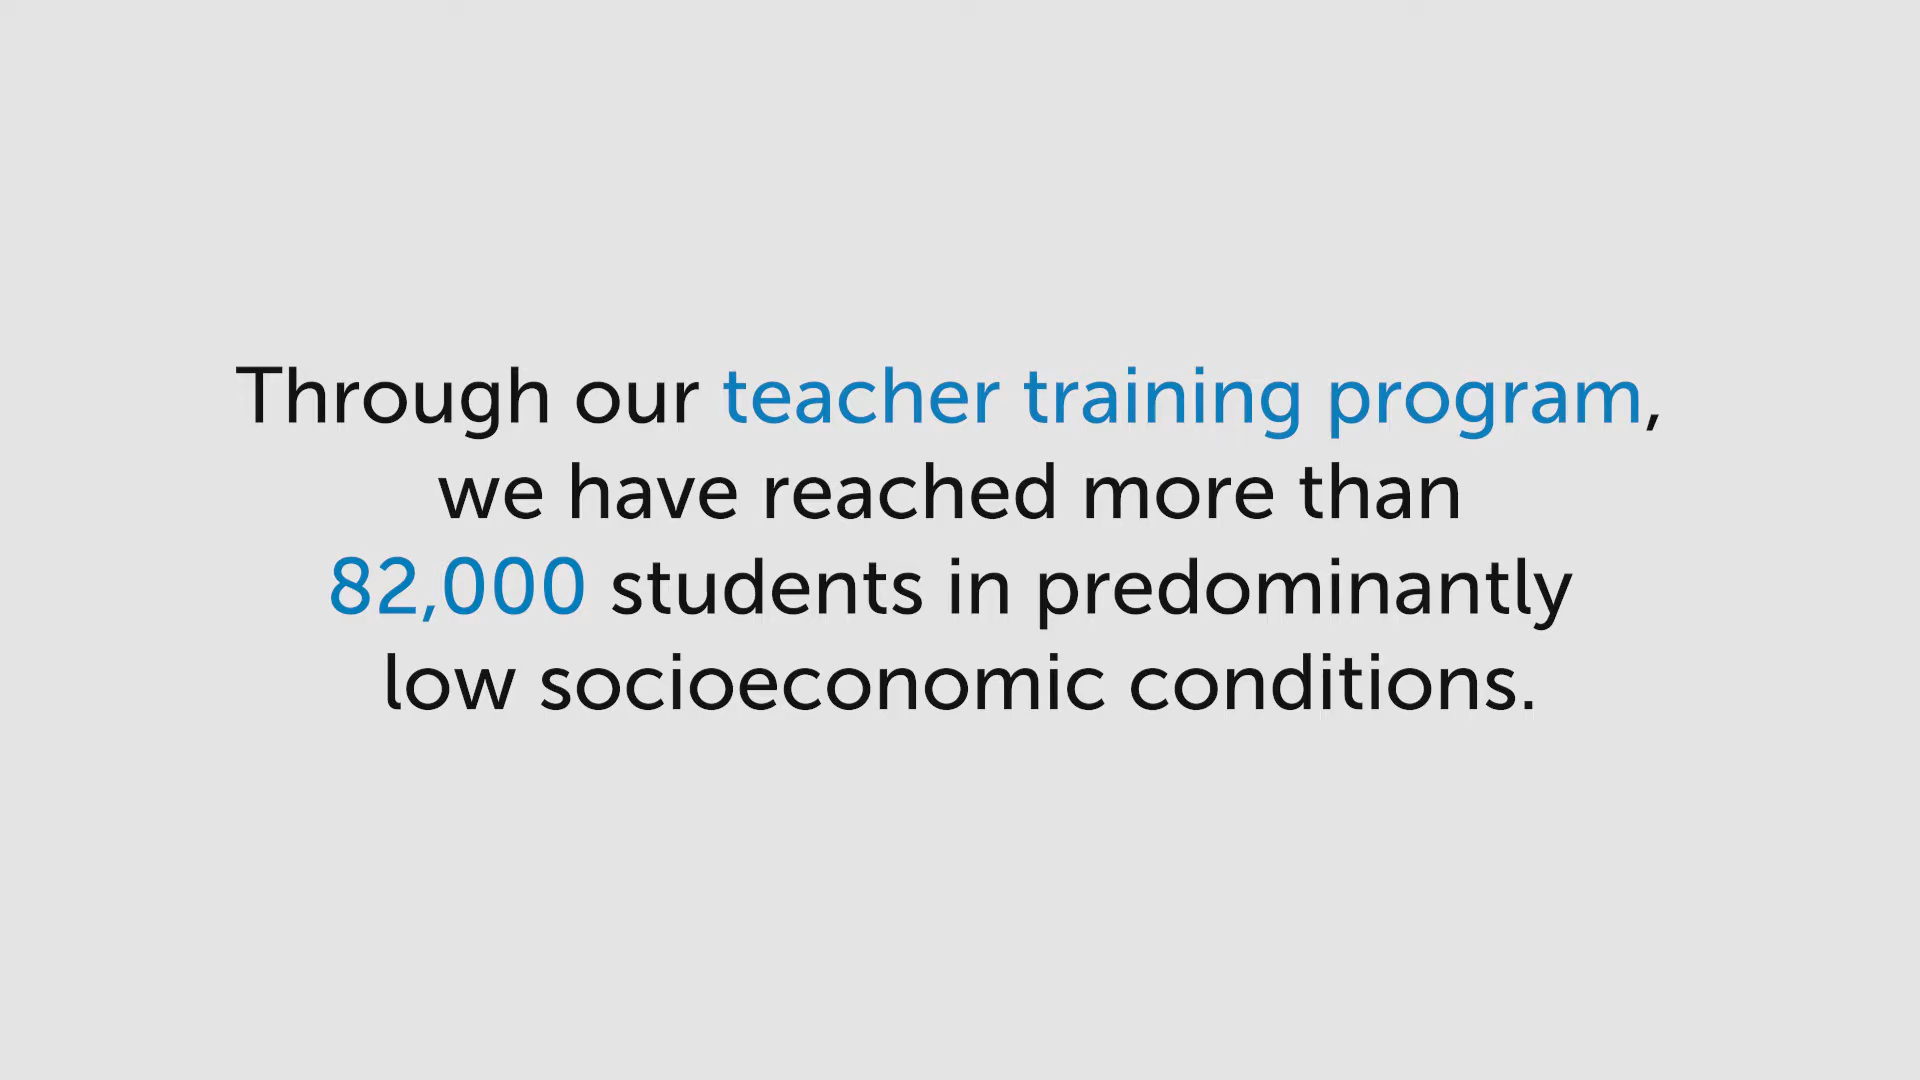 Through our teacher training program,
we have reached more than
82,000 students in predominantly
low socioeconomic conditions.